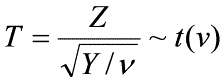 T = Z / √(Y / ν) ~ t(ν)